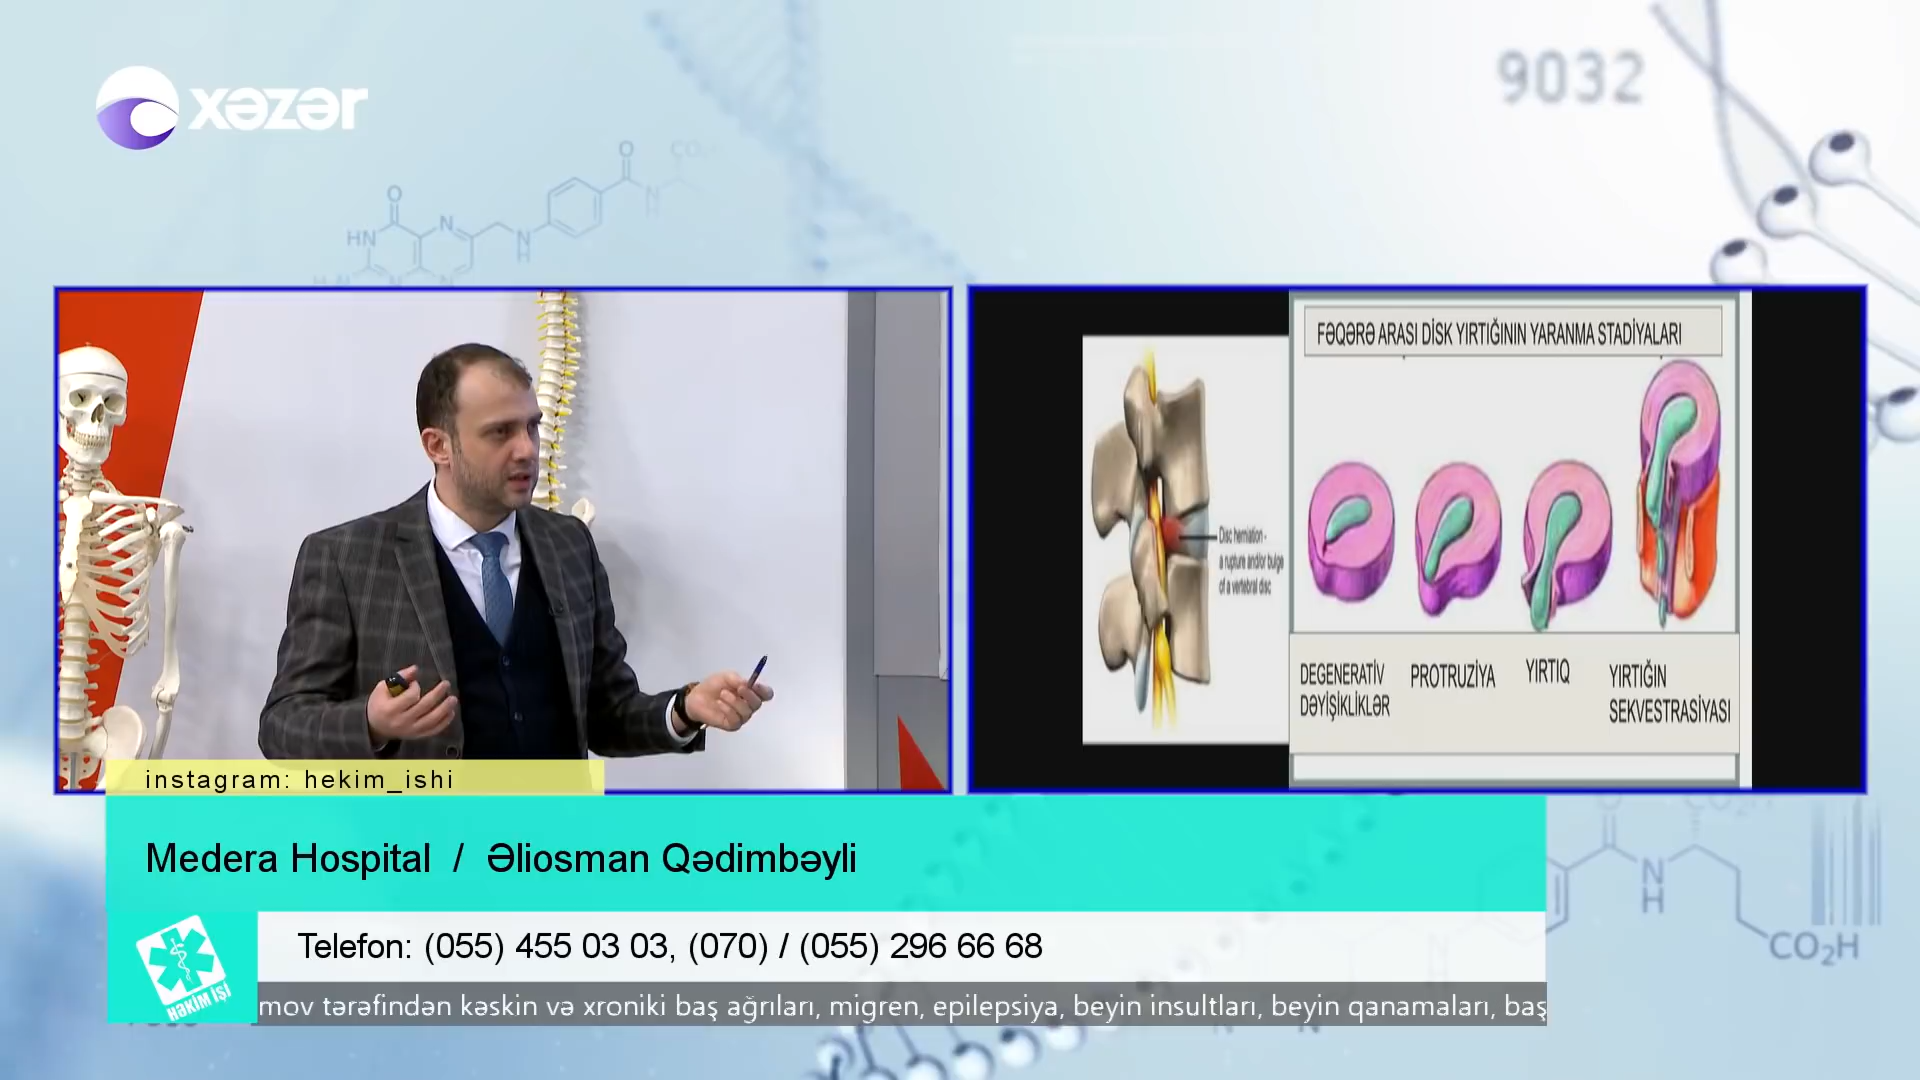 xəzər
9032
O
CO
O
HN
N
N
H
NH
FƏQƏRƏ ARASI DİSK YIRTIĞININ YARANMA STADİYALARI
Disc herniation -
a rupture and/or bulge
of a vertebral disc
DEGENERATİV
DƏYİŞİKLİKLƏR
PROTRUZİYA
YIRTIQ
YIRTIĞIN
SEKVESTRASİYASI
instagram: hekim_ishi
Medera Hospital / Əliosman Qədimbəyli
N
H
CO₂H
Telefon: (055) 455 03 03, (070) / (055) 296 66 68
HƏKİM İŞİ
mov tərəfindən kəskin və xroniki baş ağrıları, migren, epilepsiya, beyin insultları, beyin qanamaları, baş